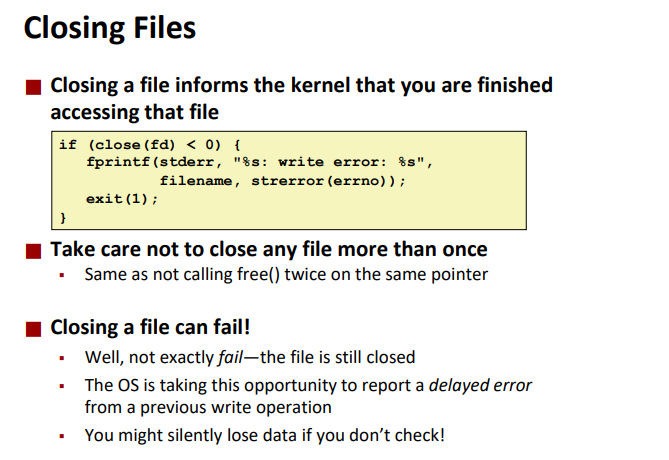 Closing Files
Closing a file informs the kernel that you are finished
accessing that file
if (close(fd) < 0) {
fprintf(stderr, "%s: write error: %s",
filename, strerror(errno));
exit(1);
}
Take care not to close any file more than once
Same as not calling free() twice on the same pointer
Closing a file can fail!
Well, not exactly fail—the file is still closed
The OS is taking this opportunity to report a delayed error
from a previous write operation
You might silently lose data if you don’t check!